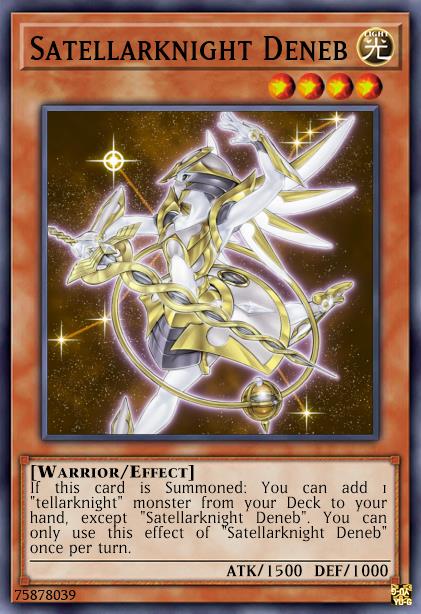 SATELLARKNIGHT DENEB
LIGHT
光
[WARRIOR/EFFECT]
If this card is Summoned: You can add 1
"tellarknight" monster from your Deck to your
hand, except "Satellarknight Deneb". You can
only use this effect of "Satellarknight Deneb"
once per turn.
ATK/1500 DEF/1000
75878039